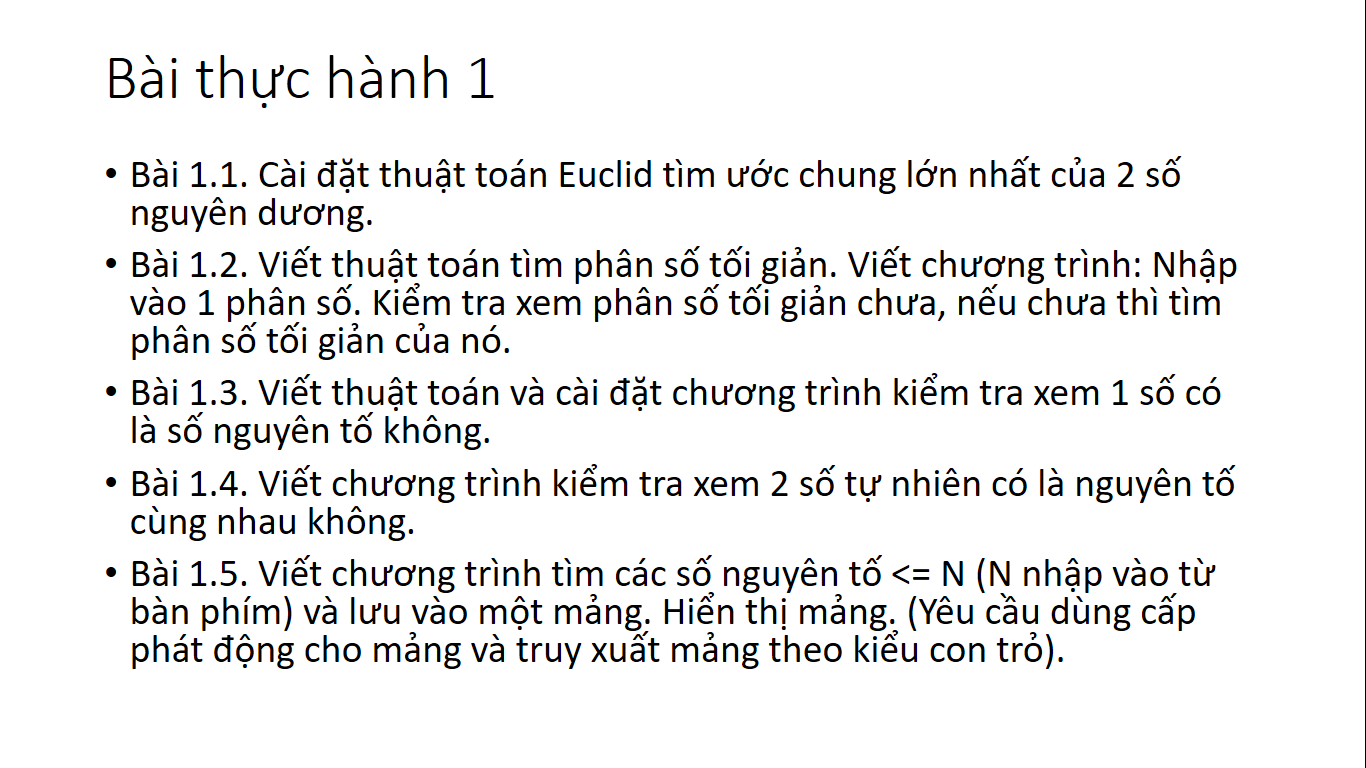 Bài thực hành 1
• Bài 1.1. Cài đặt thuật toán Euclid tìm ước chung lớn nhất của 2 số
nguyên dương.
• Bài 1.2. Viết thuật toán tìm phân số tối giản. Viết chương trình: Nhập
vào 1 phân số. Kiểm tra xem phân số tối giản chưa, nếu chưa thì tìm
phân số tối giản của nó.
• Bài 1.3. Viết thuật toán và cài đặt chương trình kiểm tra xem 1 số có
là số nguyên tố không.
• Bài 1.4. Viết chương trình kiểm tra xem 2 số tự nhiên có là nguyên tố
cùng nhau không.
• Bài 1.5. Viết chương trình tìm các số nguyên tố <= N (N nhập vào từ
bàn phím) và lưu vào một mảng. Hiển thị mảng. (Yêu cầu dùng cấp
phát động cho mảng và truy xuất mảng theo kiểu con trỏ).